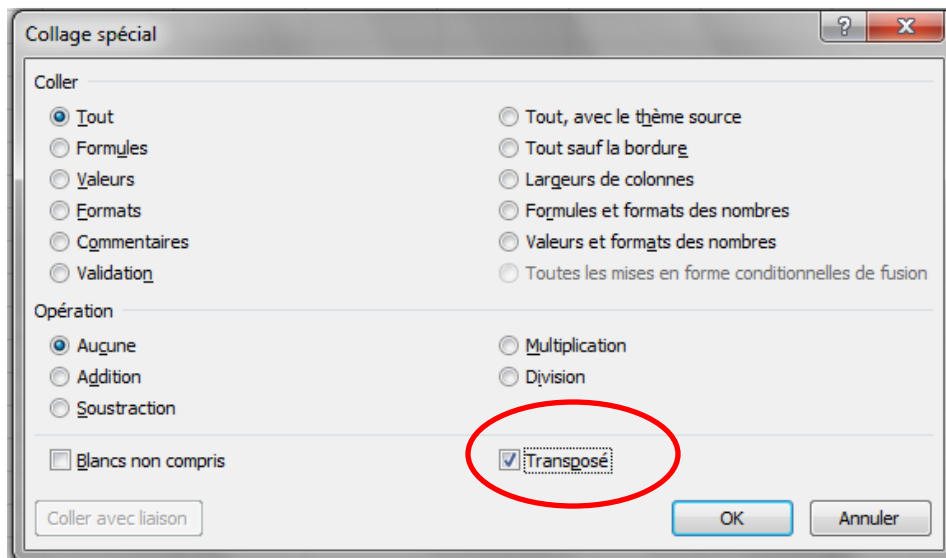 Collage spécial
Coller
Tout
Tout, avec le thème source
Formules
Tout sauf la bordure
Valeurs
Largeurs de colonnes
Formats
Formules et formats des nombres
Commentaires
Valeurs et formats des nombres
Validation
Toutes les mises en forme conditionnelles de fusion
Opération
Aucune
Multiplication
Addition
Division
Soustraction
Blancs non compris
Transposé
Coller avec liaison
OK
Annuler